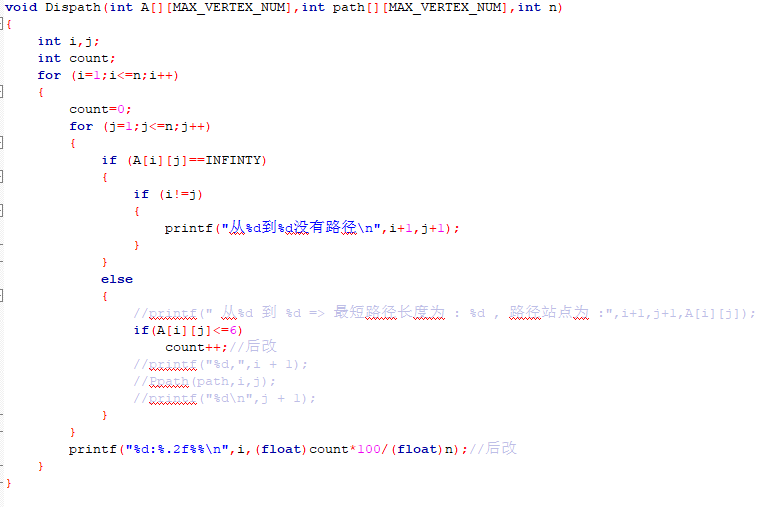 void Dispath(int A[][MAX_VERTEX_NUM],int path[][MAX_VERTEX_NUM],int n)
{
    int i,j;
    int count;
    for (i=1;i<=n;i++)
    {
        count=0;
        for (j=1;j<=n;j++)
        {
            if (A[i][j]==INFINTY)
            {
                if (i!=j)
                {
                    printf("从%d到%d没有路径\n",i+1,j+1);
                }
            }
            else
            {
                //printf(" 从%d 到 %d => 最短路径长度为 : %d , 路径站点为 :",i+1,j+1,A[i][j]);
                if(A[i][j]<=6)
                    count++;//后改
                //printf("%d,",i + 1);
                //Ppath(path,i,j);
                //printf("%d\n",j + 1);
            }
        }
        printf("%d:%.2f%%\n",i,(float)count*100/(float)n);//后改
    }
}